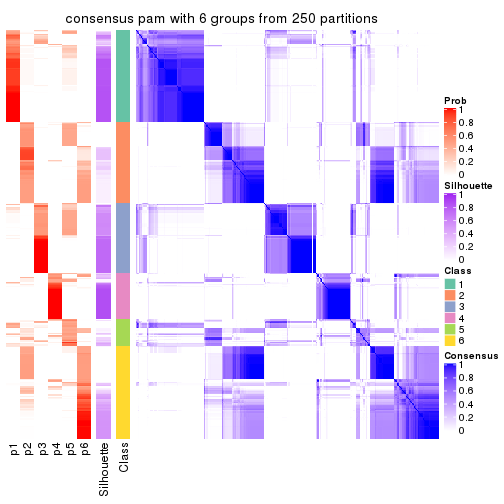 consensus pam with 6 groups from 250 partitions
Prob
1
0.8
0.6
0.4
0.2
0
Silhouette
1
0.8
0.6
0.4
0.2
0
Class
1
2
3
4
5
6
Consensus
1
0.8
0.6
0.4
0.2
0
p1
p2
p3
p4
p5
p6
Silhouette
Class